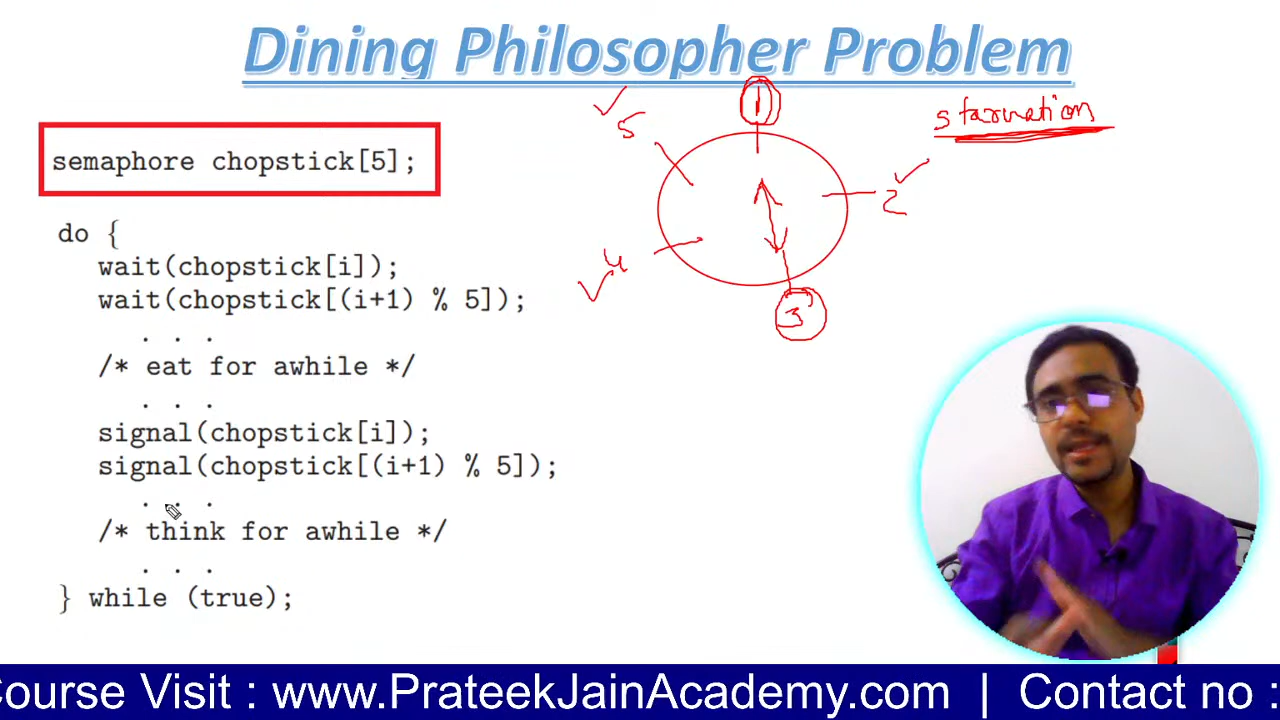 Dining Philosopher Problem
semaphore chopstick[5];
do {
wait(chopstick[i]);
wait(chopstick[(i+1) % 5]);
. . .
/* eat for awhile */
. . .
signal(chopstick[i]);
signal(chopstick[(i+1) % 5]);
. . .
/* think for awhile */
. . .
} while (true);
1
5
2
4
3
starvation
Course Visit : www.PrateekJainAcademy.com | Contact no :